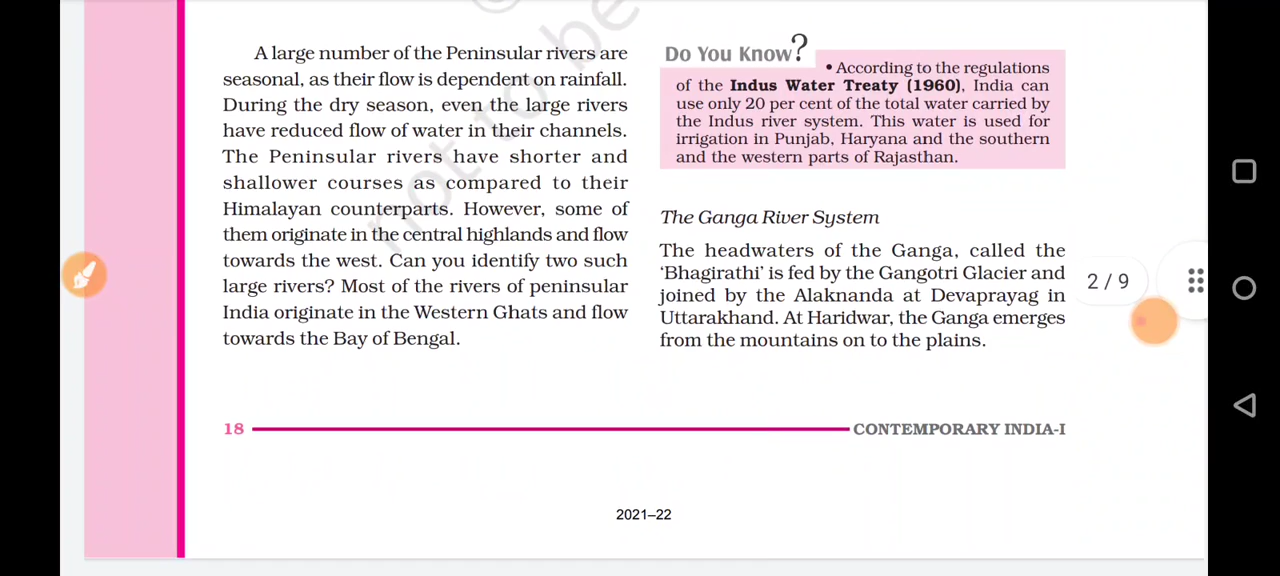 A large number of the Peninsular rivers are
seasonal, as their flow is dependent on rainfall.
During the dry season, even the large rivers
have reduced flow of water in their channels.
The Peninsular rivers have shorter and
shallower courses as compared to their
Himalayan counterparts. However, some of
them originate in the central highlands and flow
towards the west. Can you identify two such
large rivers? Most of the rivers of peninsular
India originate in the Western Ghats and flow
towards the Bay of Bengal.
Do You Know?
• According to the regulations
of the Indus Water Treaty (1960), India can
use only 20 per cent of the total water carried by
the Indus river system. This water is used for
irrigation in Punjab, Haryana and the southern
and the western parts of Rajasthan.
The Ganga River System
The headwaters of the Ganga, called the
‘Bhagirathi’ is fed by the Gangotri Glacier and
joined by the Alaknanda at Devaprayag in
Uttarakhand. At Haridwar, the Ganga emerges
from the mountains on to the plains.
2 / 9
18
CONTEMPORARY INDIA-I
2021–22
not to be